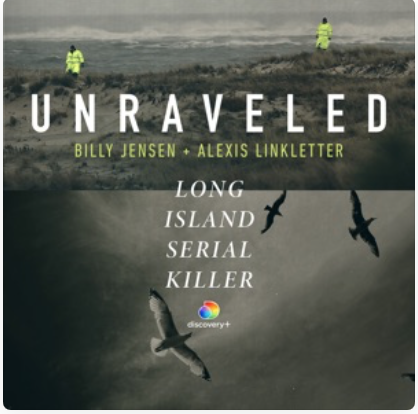 UNRAVELED
BILLY JENSEN + ALEXIS LINKLETTER
LONG
ISLAND
SERIAL
KILLER
discovery+